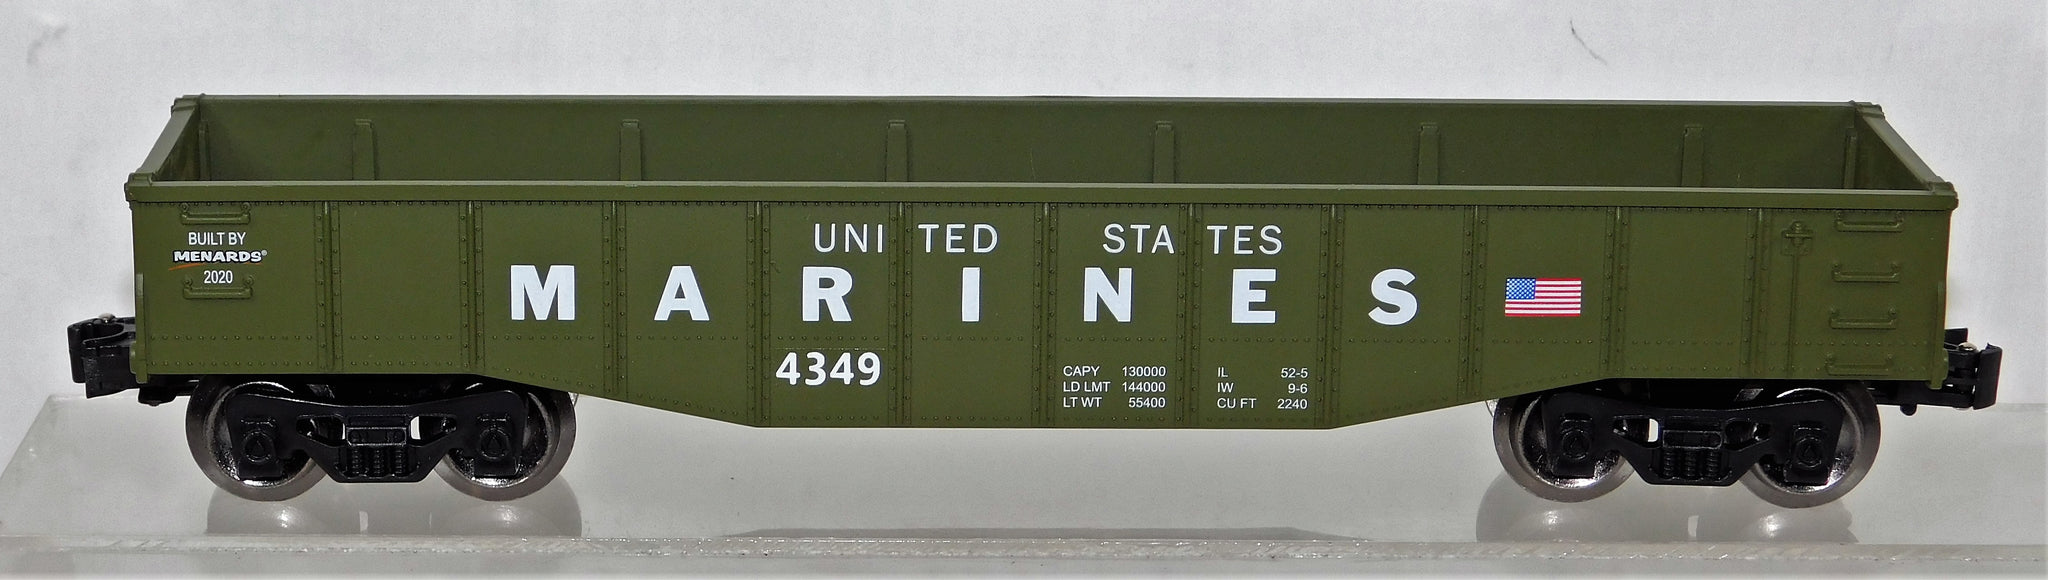 BUILT BY
MENARDS®
2020
UNITED STATES
MARINES
4349
CAPY 130000
LD LMT 144000
LT WT 55400
IL 52-5
IW 9-6
CU FT 2240